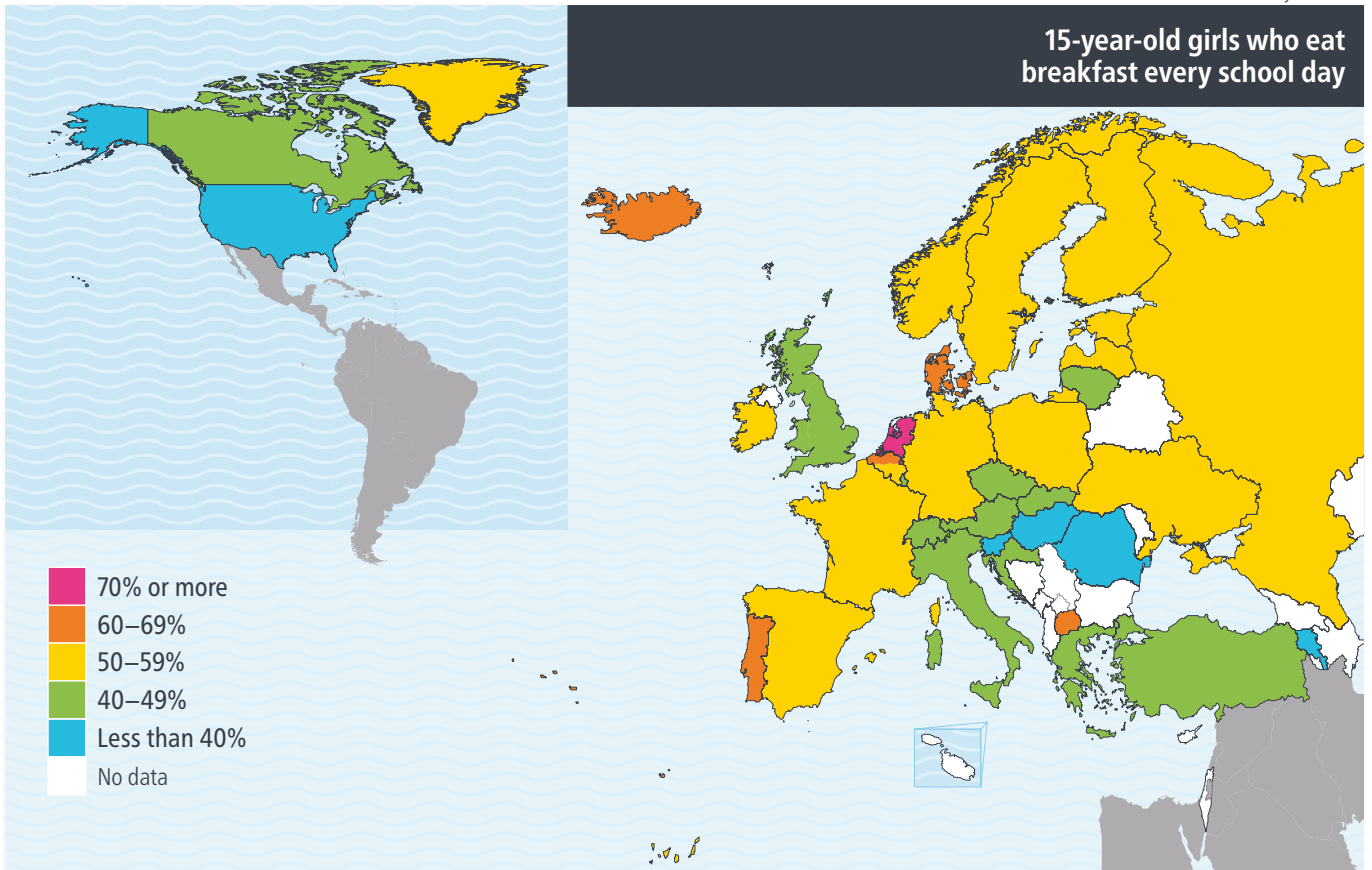 15-year-old girls who eat
breakfast every school day
70% or more
60–69%
50–59%
40–49%
Less than 40%
No data